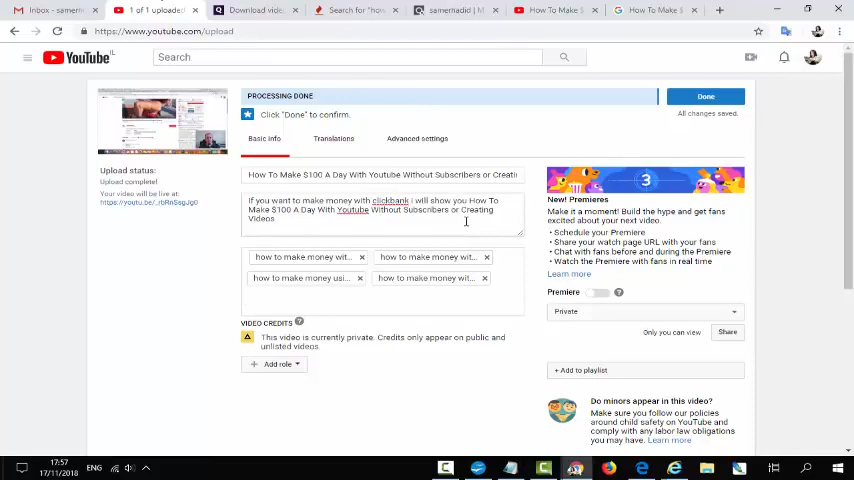 Inbox - samerha
1 of 1 uploaded
Download video
Search for "how
samerhadid | M
How To Make $
How To Make $
https://www.youtube.com/upload
YouTube IL
Search
PROCESSING DONE
Done
Click "Done" to confirm.
All changes saved.
Basic info
Translations
Advanced settings
Upload status:
Upload complete!
Your video will be live at:
https://youtu.be/_rbRnSsgJg0
How To Make $100 A Day With Youtube Without Subscribers or Creatin
If you want to make money with clickbank i will show you How To
Make $100 A Day With Youtube Without Subscribers or Creating
Videos
how to make money wit... ×
how to make money wit... ×
how to make money usi... ×
how to make money wit... ×
VIDEO CREDITS ?
This video is currently private. Credits only appear on public and
unlisted videos.
+ Add role
3
New! Premieres
Make it a moment! Build the hype and get fans
excited about your next video.
• Schedule your Premiere
• Share your watch page URL with your fans
• Chat with fans before and during the Premiere
• Watch the Premiere with fans in real time
Learn more
Premiere ?
Private
Only you can view
Share
+ Add to playlist
Do minors appear in this video?
Make sure you follow our policies
around child safety on YouTube and
comply with any labor law obligations
you may have. Learn more
17:57
17/11/2018
ENG